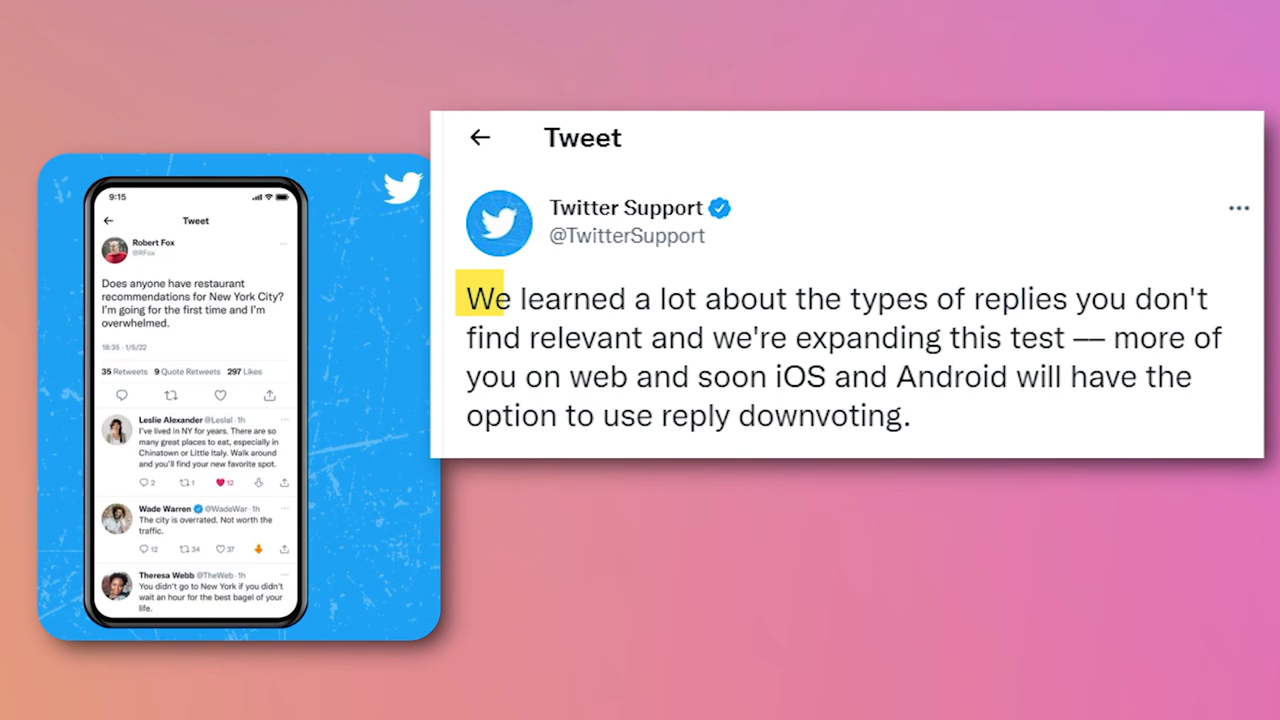 9:15
Tweet
Robert Fox
@RFox
Does anyone have restaurant
recommendations for New York City?
I'm going for the first time and I'm
overwhelmed.
18:35 · 1/5/22
35 Retweets 9 Quote Retweets 297 Likes
Leslie Alexander @Leslal · 1h
I've lived in NY for years. There are so
many great places to eat, especially in
Chinatown or Little Italy. Walk around
and you'll find your new favorite spot.
2 1 12
Wade Warren @WadeWar · 1h
The city is overrated. Not worth the
traffic.
12 34 37
Theresa Webb @TheWeb · 1h
You didn't go to New York if you didn't
wait an hour for the best bagel of your
life.
Tweet
Twitter Support
@TwitterSupport
We learned a lot about the types of replies you don't
find relevant and we're expanding this test — more of
you on web and soon iOS and Android will have the
option to use reply downvoting.